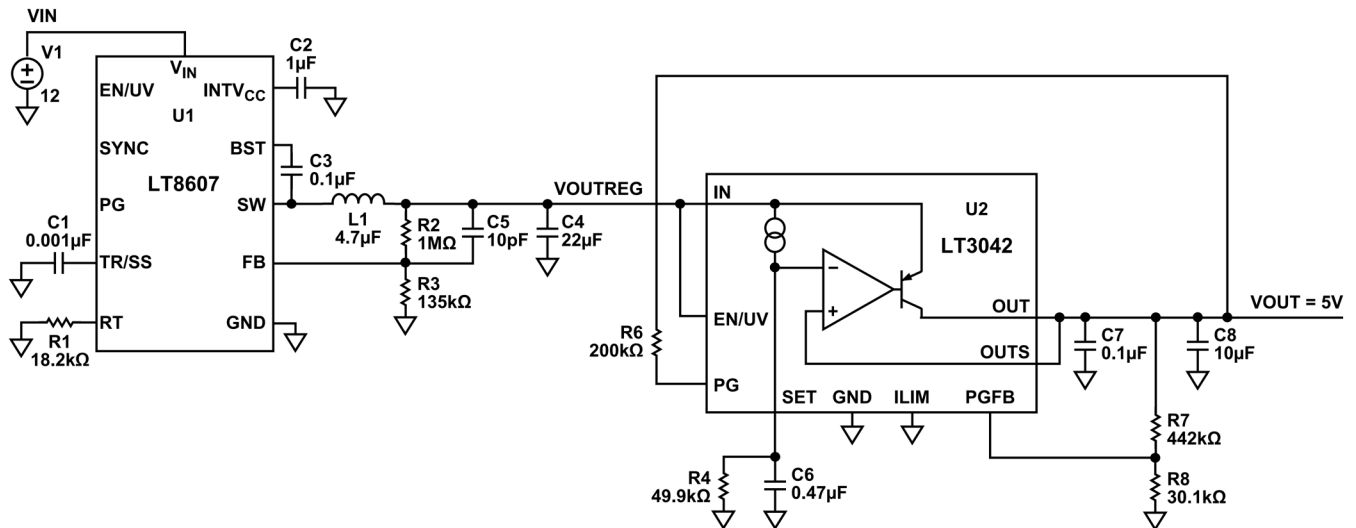 VIN
V1
12
VIN
EN/UV
INTVCC
U1
SYNC
BST
LT8607
PG
SW
TR/SS
FB
RT
GND
C1
0.001µF
R1
18.2kΩ
C2
1µF
C3
0.1µF
L1
4.7µF
R2
1MΩ
C5
10pF
C4
22µF
R3
135kΩ
VOUTREG
IN
U2
LT3042
EN/UV
OUT
OUTS
PG
SET
GND
ILIM
PGFB
R6
200kΩ
R4
49.9kΩ
C6
0.47µF
C7
0.1µF
C8
10µF
VOUT = 5V
R7
442kΩ
R8
30.1kΩ